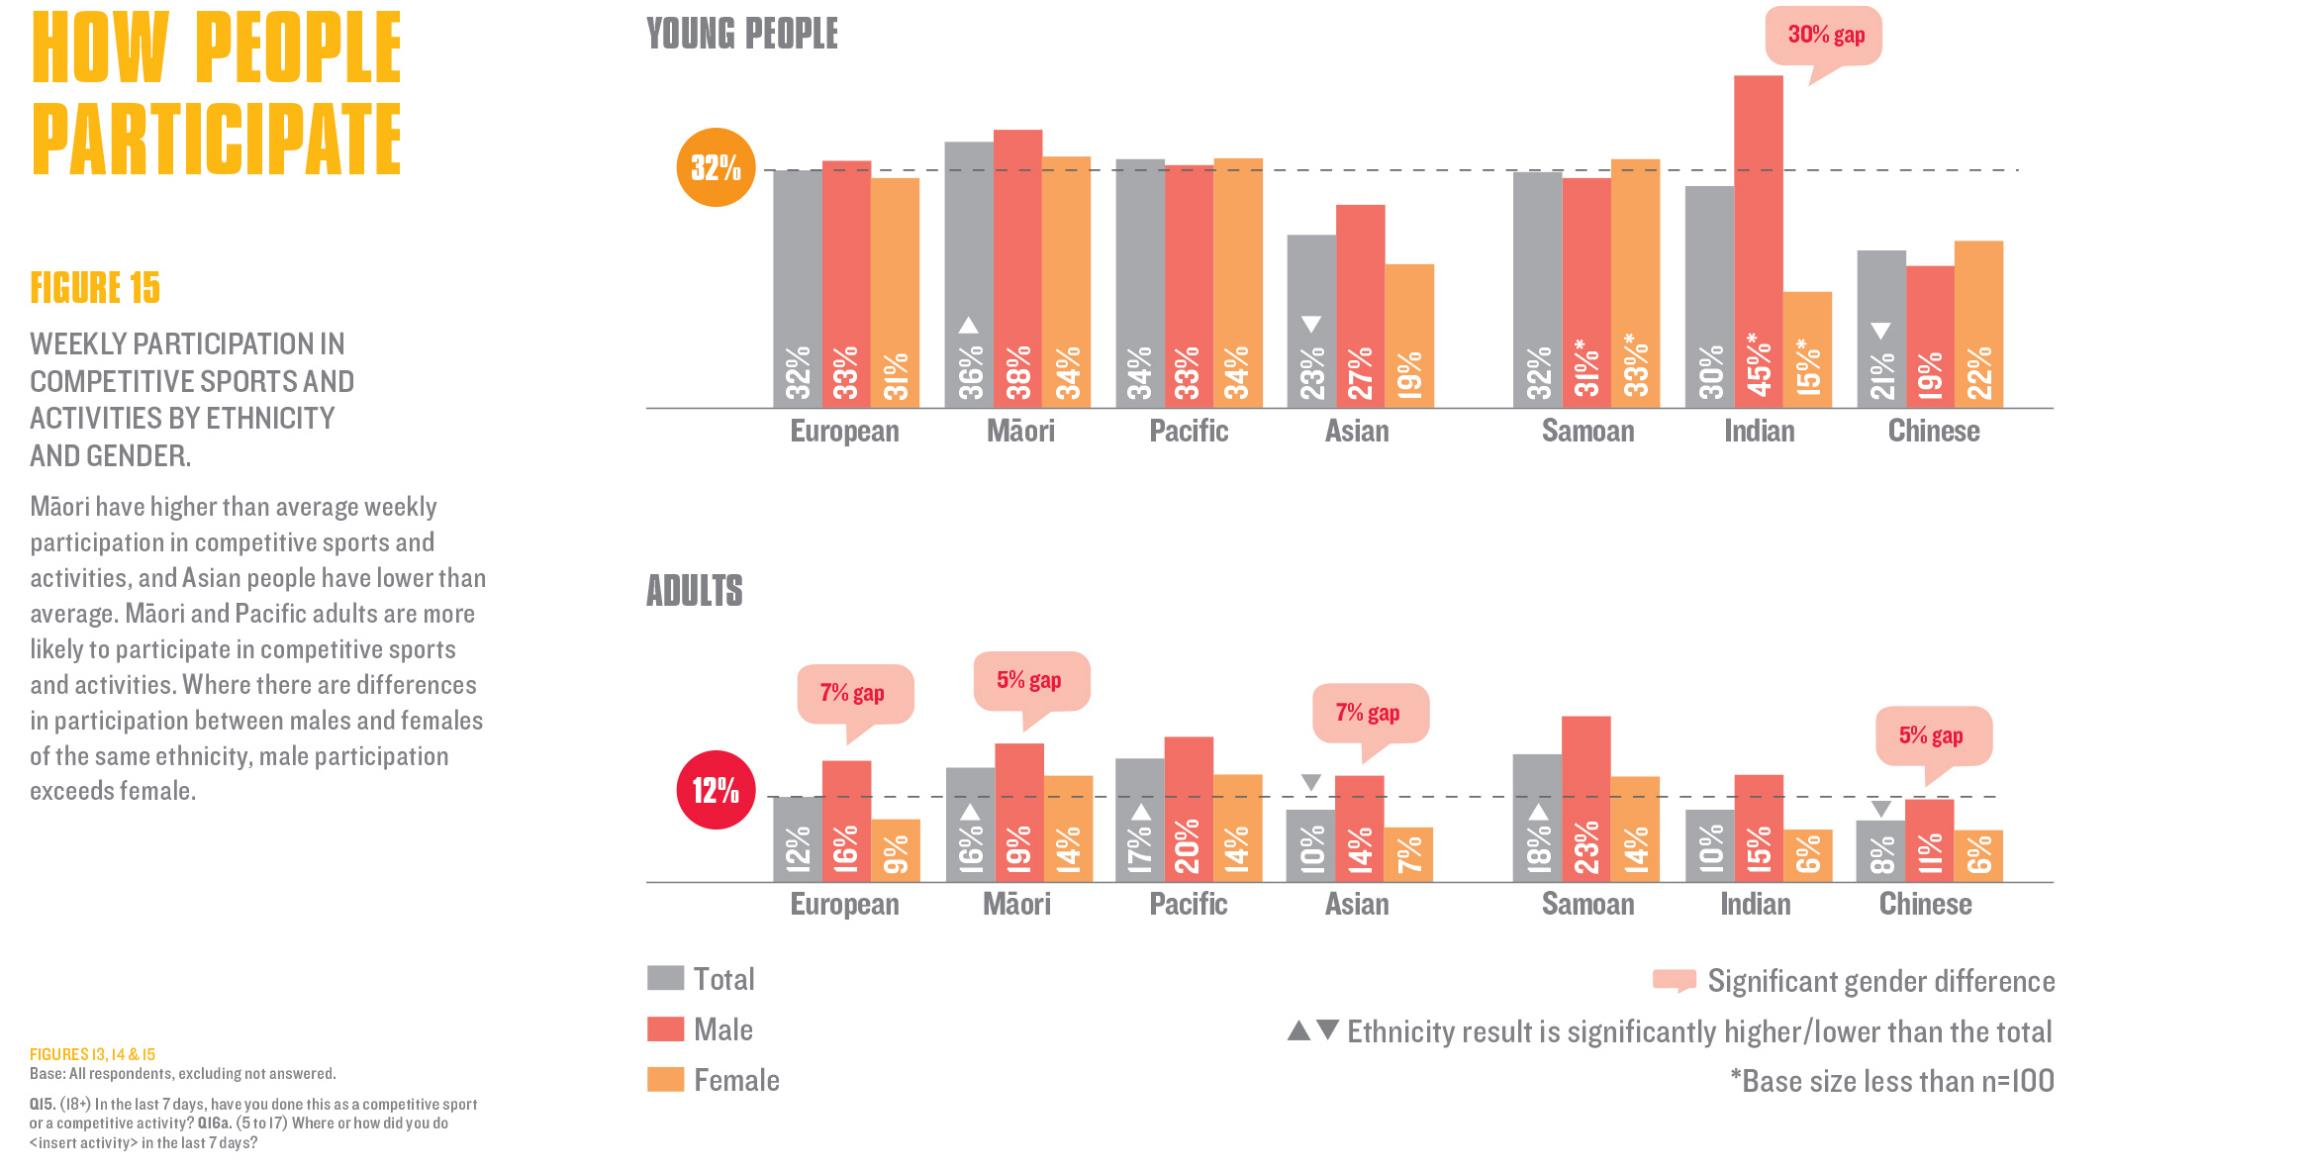 HOW PEOPLE
PARTICIPATE
FIGURE 15
WEEKLY PARTICIPATION IN
COMPETITIVE SPORTS AND
ACTIVITIES BY ETHNICITY
AND GENDER.
Māori have higher than average weekly
participation in competitive sports and
activities, and Asian people have lower than
average. Māori and Pacific adults are more
likely to participate in competitive sports
and activities. Where there are differences
in participation between males and females
of the same ethnicity, male participation
exceeds female.
FIGURES 13, 14 & 15
Base: All respondents, excluding not answered.
Q15. (18+) In the last 7 days, have you done this as a competitive sport
or a competitive activity? Q16a. (5 to 17) Where or how did you do
<insert activity> in the last 7 days?
YOUNG PEOPLE
30% gap
32%
32% 33% 31% 36% 38% 34% 34% 33% 34% 23% 27% 19% 32% 31%* 33%* 30% 45%* 15%* 21% 19% 22%
European Māori Pacific Asian Samoan Indian Chinese
ADULTS
7% gap 5% gap 7% gap 5% gap
12%
12% 16% 9% 16% 19% 14% 17% 20% 14% 10% 14% 7% 18% 23% 14% 10% 15% 6% 8% 11% 6%
European Māori Pacific Asian Samoan Indian Chinese
Total
Male
Female
Significant gender difference
▲▼ Ethnicity result is significantly higher/lower than the total
*Base size less than n=100